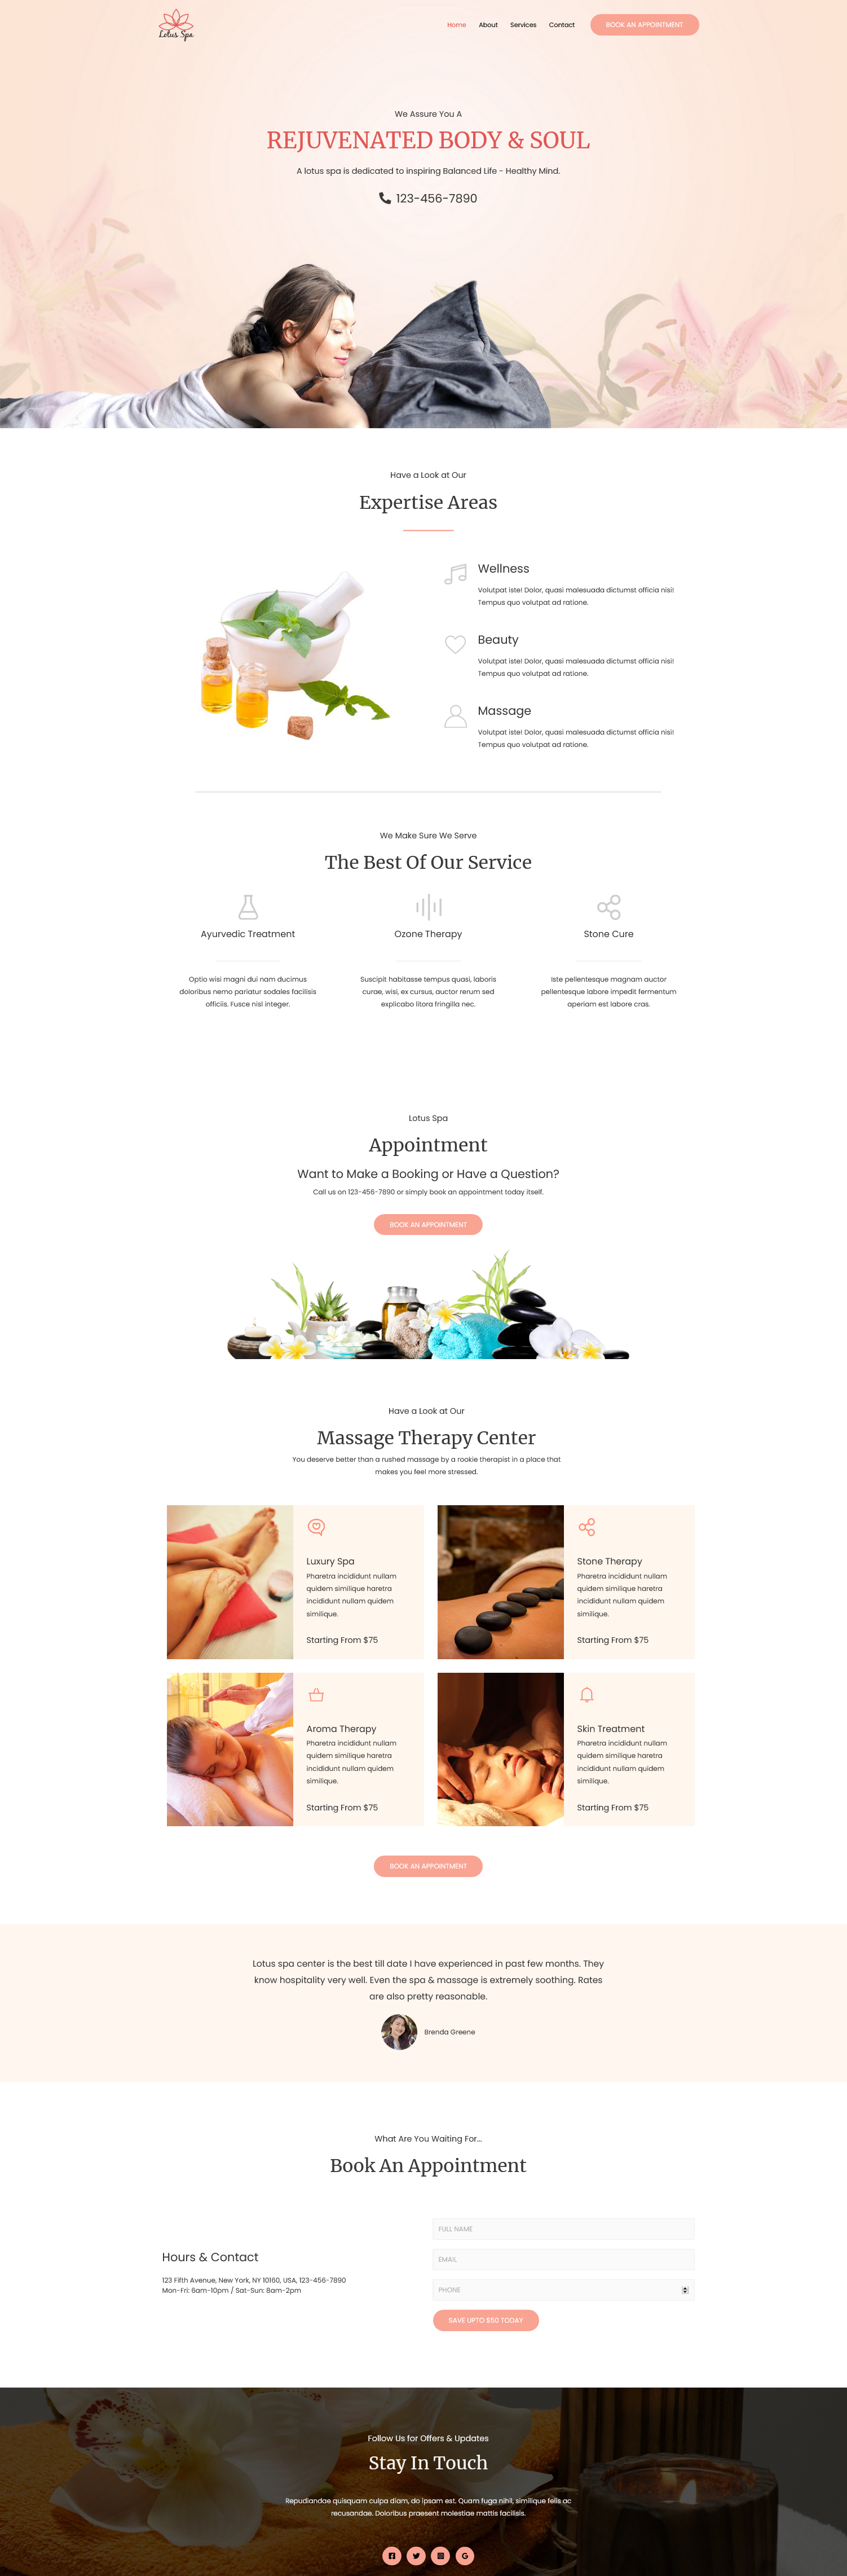 Lotus Spa
Home
About
Services
Contact
BOOK AN APPOINTMENT
We Assure You A
REJUVENATED BODY & SOUL
A lotus spa is dedicated to inspiring Balanced Life - Healthy Mind.
123-456-7890
Have a Look at Our
Expertise Areas
Wellness
Volutpat iste! Dolor, quasi malesuada dictumst officia nisi!
Tempus quo volutpat ad ratione.
Beauty
Volutpat iste! Dolor, quasi malesuada dictumst officia nisi!
Tempus quo volutpat ad ratione.
Massage
Volutpat iste! Dolor, quasi malesuada dictumst officia nisi!
Tempus quo volutpat ad ratione.
We Make Sure We Serve
The Best Of Our Service
Ayurvedic Treatment
Optio wisi magni dui nam ducimus
doloribus nemo pariatur sodales facilisis
officiis. Fusce nisl integer.
Ozone Therapy
Suscipit habitasse tempus quasi, laboris
curae, wisi, ex cursus, auctor rerum sed
explicabo litora fringilla nec.
Stone Cure
Iste pellentesque magnam auctor
pellentesque labore impedit fermentum
aperiam est labore cras.
Lotus Spa
Appointment
Want to Make a Booking or Have a Question?
Call us on 123-456-7890 or simply book an appointment today itself.
BOOK AN APPOINTMENT
Have a Look at Our
Massage Therapy Center
You deserve better than a rushed massage by a rookie therapist in a place that
makes you feel more stressed.
Luxury Spa
Pharetra incididunt nullam
quidem similique haretra
incididunt nullam quidem
similique.
Starting From $75
Stone Therapy
Pharetra incididunt nullam
quidem similique haretra
incididunt nullam quidem
similique.
Starting From $75
Aroma Therapy
Pharetra incididunt nullam
quidem similique haretra
incididunt nullam quidem
similique.
Starting From $75
Skin Treatment
Pharetra incididunt nullam
quidem similique haretra
incididunt nullam quidem
similique.
Starting From $75
BOOK AN APPOINTMENT
Lotus spa center is the best till date I have experienced in past few months. They
know hospitality very well. Even the spa & massage is extremely soothing. Rates
are also pretty reasonable.
Brenda Greene
What Are You Waiting For...
Book An Appointment
Hours & Contact
123 Fifth Avenue, New York, NY 10160, USA, 123-456-7890
Mon-Fri: 6am-10pm / Sat-Sun: 8am-2pm
FULL NAME
EMAIL
PHONE
SAVE UPTO $50 TODAY
Follow Us for Offers & Updates
Stay In Touch
Repudiandae quisquam culpa diam, do ipsam est. Quam fuga nihil, similique felis ac
recusandae. Doloribus praesent molestiae mattis facilisis.